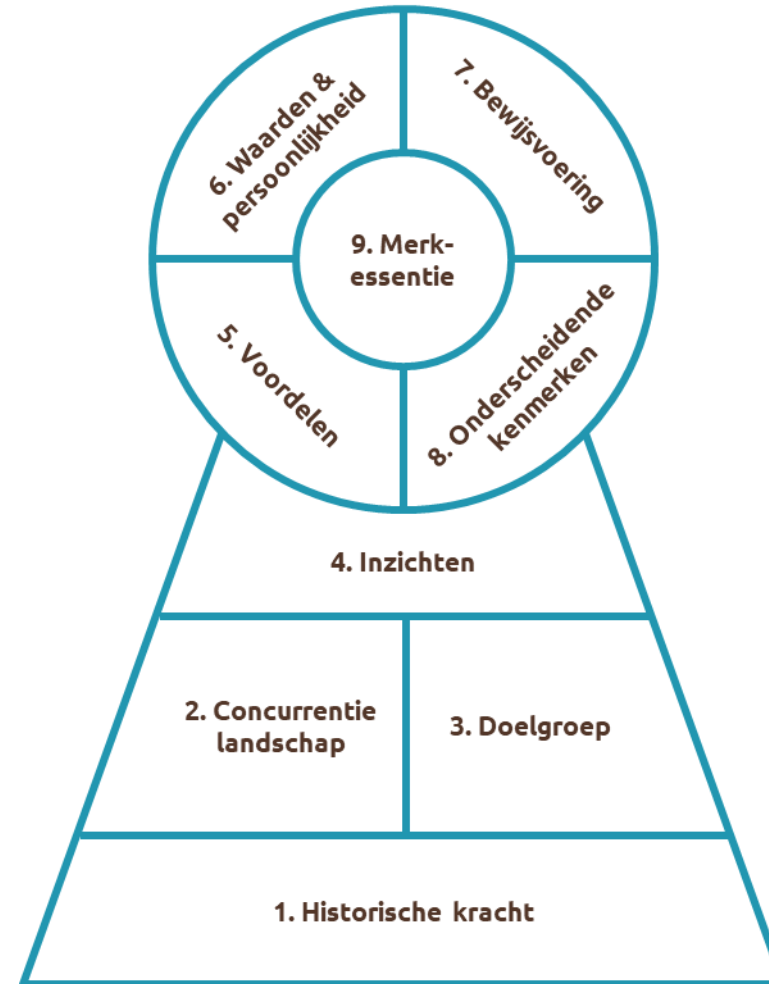 6. Waarden &
persoonlijkheid
7. Bewijsvoering
9. Merk-
essentie
5. Voordelen
8. Onderscheidende
kenmerken
4. Inzichten
2. Concurrentie
landschap
3. Doelgroep
1. Historische kracht